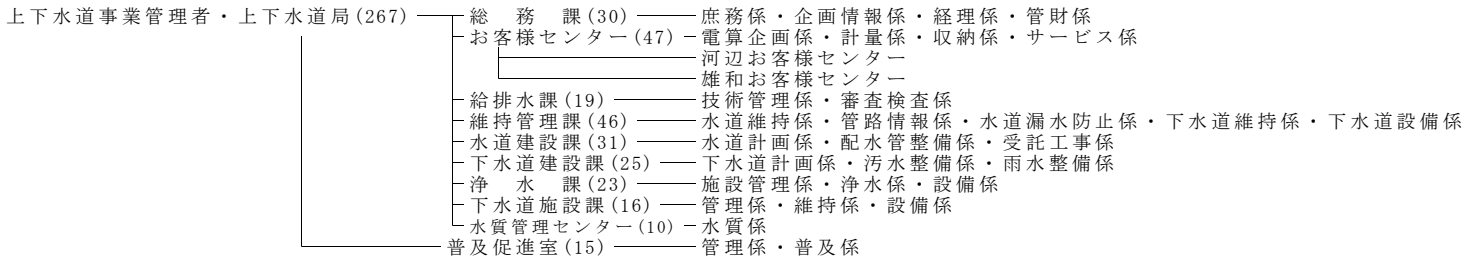 上下水道事業管理者・上下水道局(267) 総務課(30) 庶務係・企画情報係・経理係・管財係
お客様センター(47) 電算企画係・計量係・収納係・サービス係
河辺お客様センター
雄和お客様センター
給排水課(19) 技術管理係・審査検査係
維持管理課(46) 水道維持係・管路情報係・水道漏水防止係・下水道維持係・下水道設備係
水道建設課(31) 水道計画係・配水管整備係・受託工事係
下水道建設課(25) 下水道計画係・汚水整備係・雨水整備係
浄水課(23) 施設管理係・浄水係・設備係
下水道施設課(16) 管理係・維持係・設備係
水質管理センター(10) 水質係
普及促進室(15) 管理係・普及係